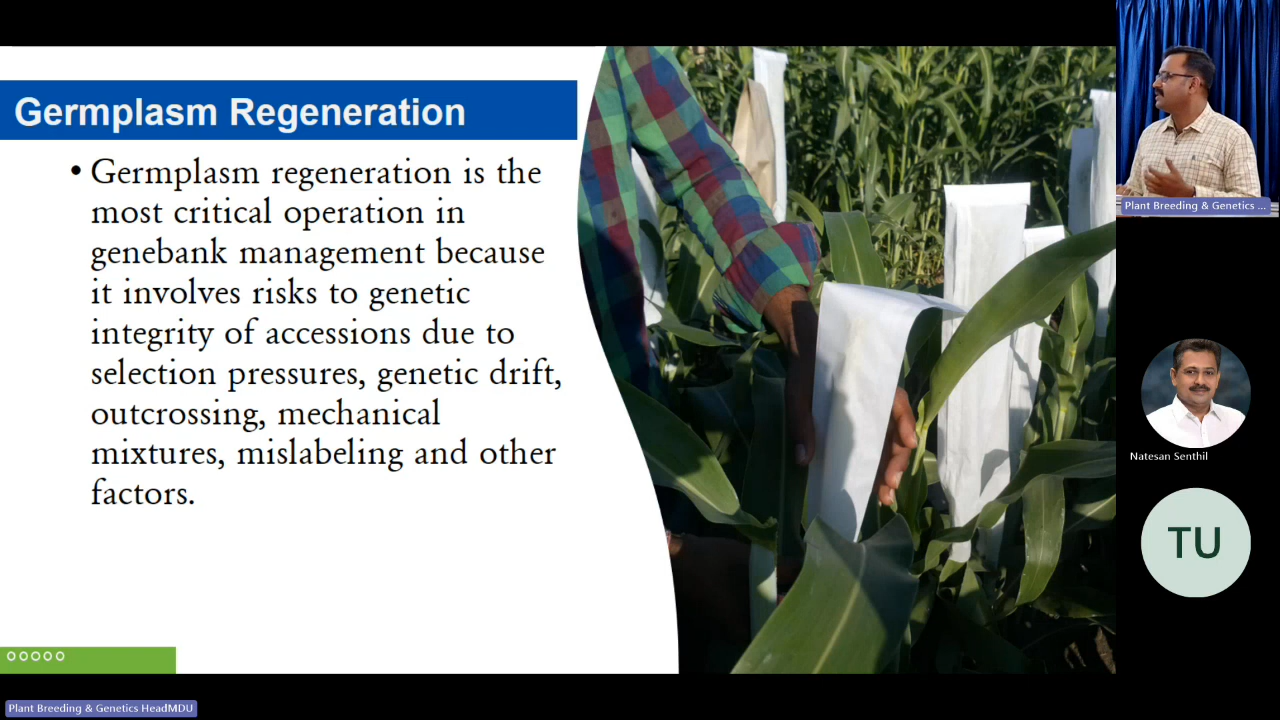 Germplasm Regeneration
• Germplasm regeneration is the
most critical operation in
genebank management because
it involves risks to genetic
integrity of accessions due to
selection pressures, genetic drift,
outcrossing, mechanical
mixtures, mislabeling and other
factors.
Plant Breeding & Genetics ...
Natesan Senthil
TU
Plant Breeding & Genetics HeadMDU